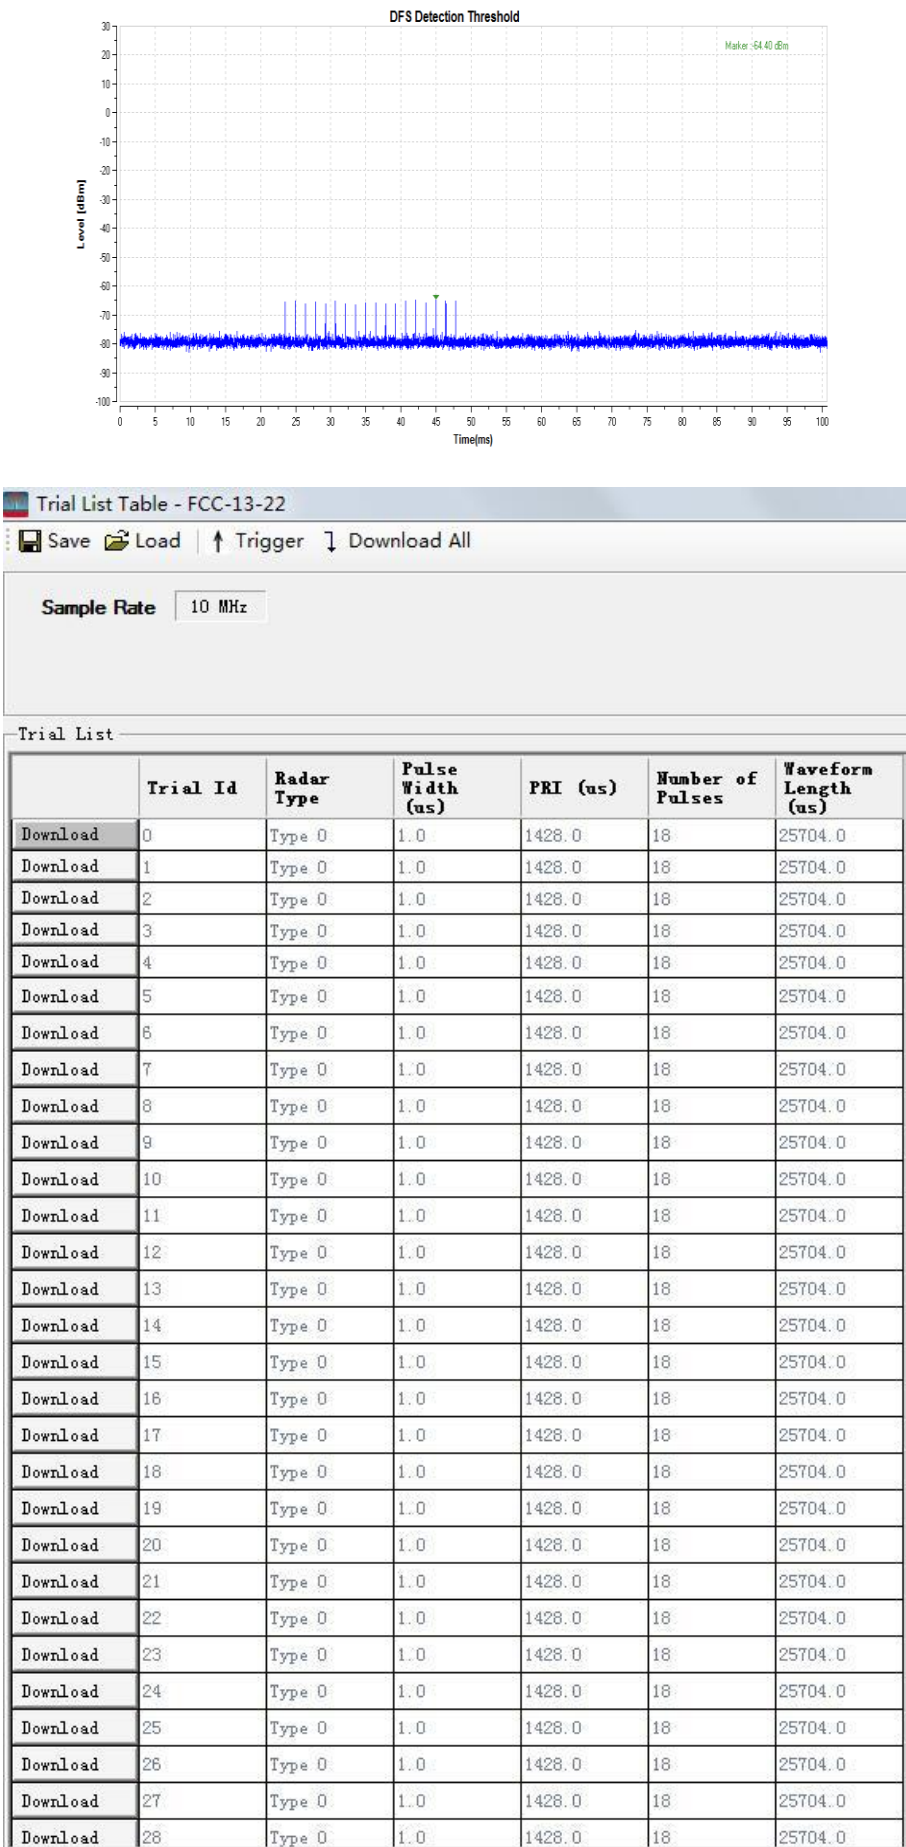 DFS Detection Threshold
Marker :-64.40 dBm
30
20
10
0
-10
-20
-30
-40
-50
-60
-70
-80
-90
-100
Level [dBm]
0 5 10 15 20 25 30 35 40 45 50 55 60 65 70 75 80 85 90 95 100
Time(ms)
Trial List Table - FCC-13-22
Save Load Trigger Download All
Sample Rate 10 MHz
Trial List
Trial Id Radar Type Pulse Width (us) PRI (us) Number of Pulses Waveform Length (us)
Download 0 Type 0 1.0 1428.0 18 25704.0
Download 1 Type 0 1.0 1428.0 18 25704.0
Download 2 Type 0 1.0 1428.0 18 25704.0
Download 3 Type 0 1.0 1428.0 18 25704.0
Download 4 Type 0 1.0 1428.0 18 25704.0
Download 5 Type 0 1.0 1428.0 18 25704.0
Download 6 Type 0 1.0 1428.0 18 25704.0
Download 7 Type 0 1.0 1428.0 18 25704.0
Download 8 Type 0 1.0 1428.0 18 25704.0
Download 9 Type 0 1.0 1428.0 18 25704.0
Download 10 Type 0 1.0 1428.0 18 25704.0
Download 11 Type 0 1.0 1428.0 18 25704.0
Download 12 Type 0 1.0 1428.0 18 25704.0
Download 13 Type 0 1.0 1428.0 18 25704.0
Download 14 Type 0 1.0 1428.0 18 25704.0
Download 15 Type 0 1.0 1428.0 18 25704.0
Download 16 Type 0 1.0 1428.0 18 25704.0
Download 17 Type 0 1.0 1428.0 18 25704.0
Download 18 Type 0 1.0 1428.0 18 25704.0
Download 19 Type 0 1.0 1428.0 18 25704.0
Download 20 Type 0 1.0 1428.0 18 25704.0
Download 21 Type 0 1.0 1428.0 18 25704.0
Download 22 Type 0 1.0 1428.0 18 25704.0
Download 23 Type 0 1.0 1428.0 18 25704.0
Download 24 Type 0 1.0 1428.0 18 25704.0
Download 25 Type 0 1.0 1428.0 18 25704.0
Download 26 Type 0 1.0 1428.0 18 25704.0
Download 27 Type 0 1.0 1428.0 18 25704.0
Download 28 Type 0 1.0 1428.0 18 25704.0